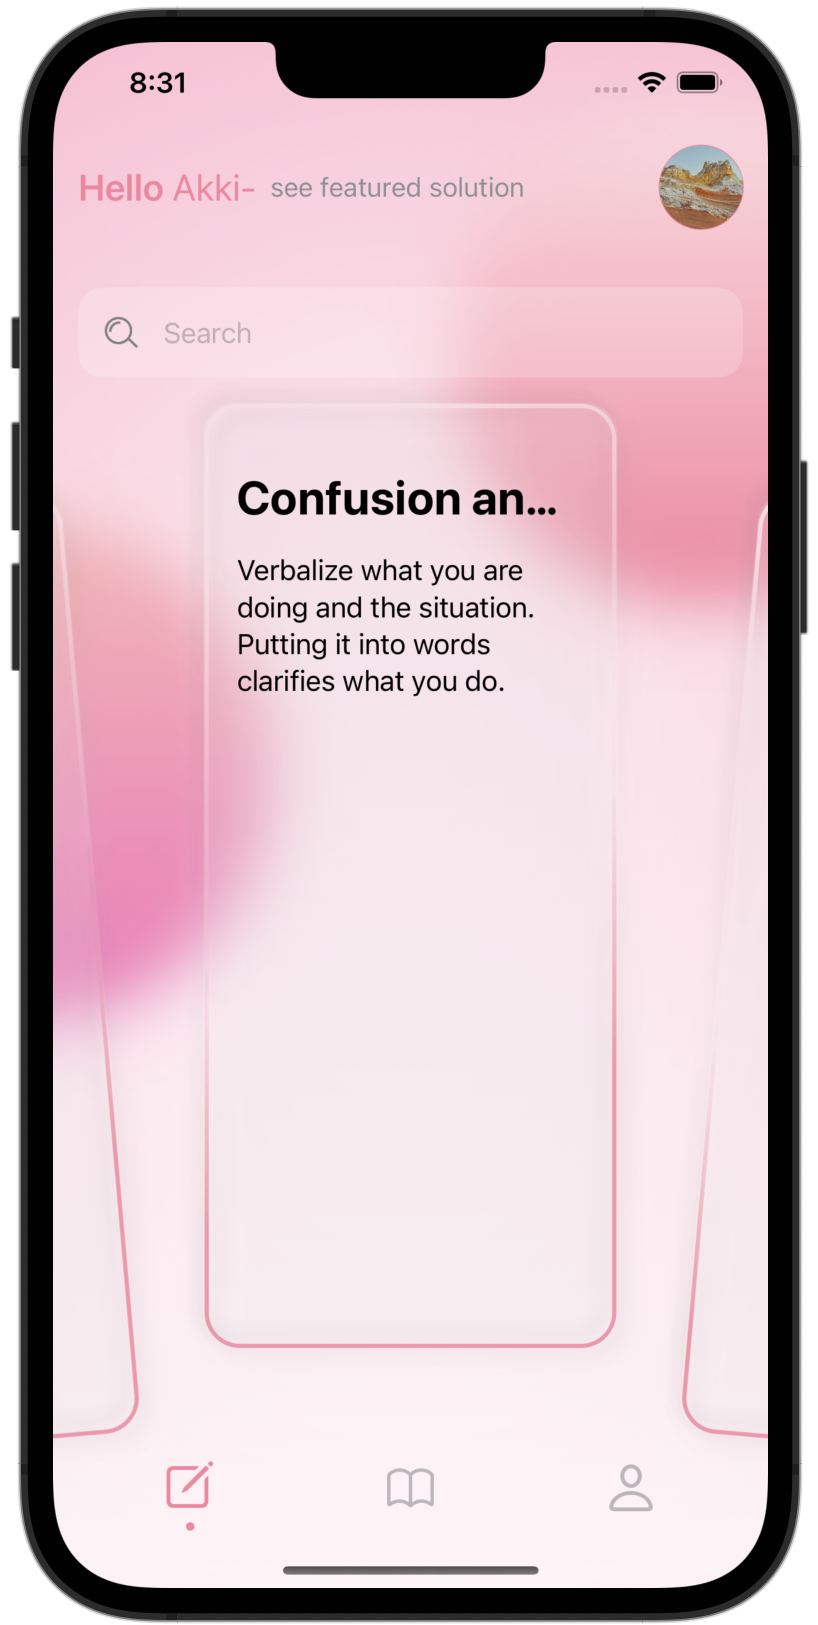 8:31
Hello Akki- see featured solution
Search
Confusion an...
Verbalize what you are
doing and the situation.
Putting it into words
clarifies what you do.